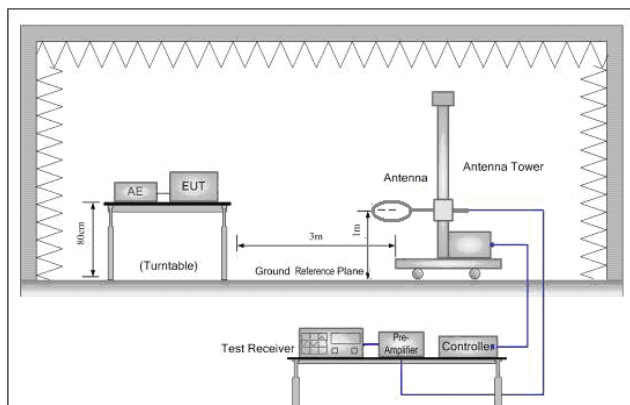 Antenna Tower
Antenna
AE
EUT
80cm
(Turntable)
3m
1m
Ground Reference Plane
Test Receiver
Pre-
Amplifier
Controller